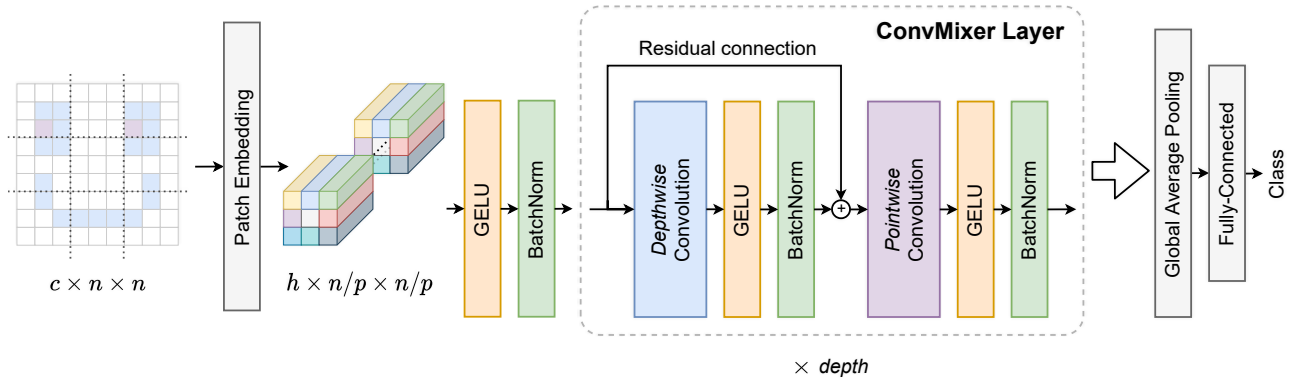 ConvMixer Layer
Residual connection
c × n × n
Patch Embedding
h × n/p × n/p
GELU
BatchNorm
Depthwise
Convolution
GELU
BatchNorm
+
Pointwise
Convolution
GELU
BatchNorm
× depth
Global Average Pooling
Fully-Connected
Class